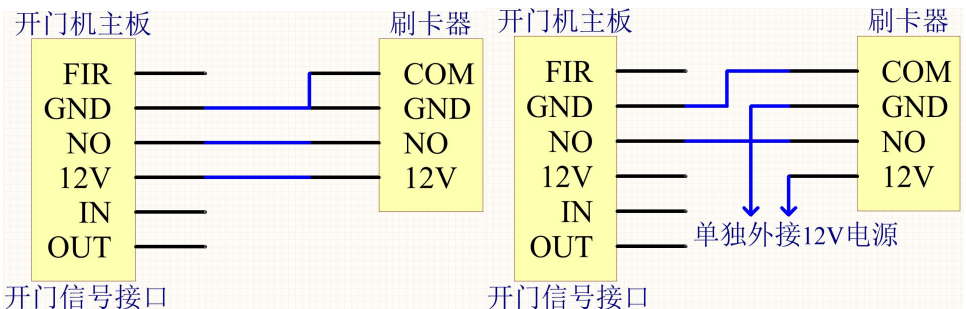 开门机主板
刷卡器
FIR
GND
NO
12V
IN
OUT
COM
GND
NO
12V
开门信号接口
开门机主板
刷卡器
FIR
GND
NO
12V
IN
OUT
COM
GND
NO
12V
单独外接12V电源
开门信号接口